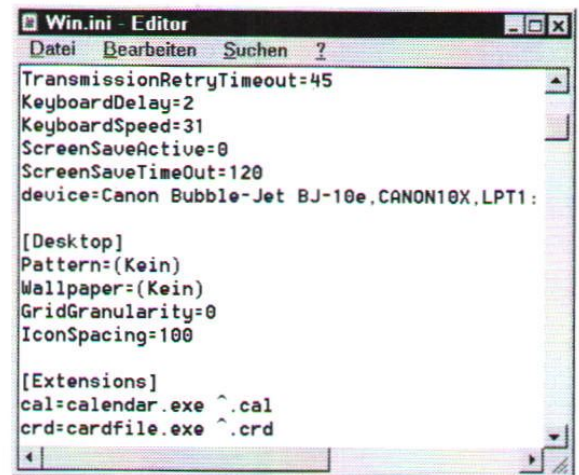 Win.ini - Editor
Datei Bearbeiten Suchen ?
TransmissionRetryTimeout=45
KeyboardDelay=2
KeyboardSpeed=31
ScreenSaveActive=0
ScreenSaveTimeOut=120
device=Canon Bubble-Jet BJ-10e,CANON10X,LPT1:
[Desktop]
Pattern=(Kein)
Wallpaper=(Kein)
GridGranularity=0
IconSpacing=100
[Extensions]
cal=calendar.exe ^.cal
crd=cardfile.exe ^.crd